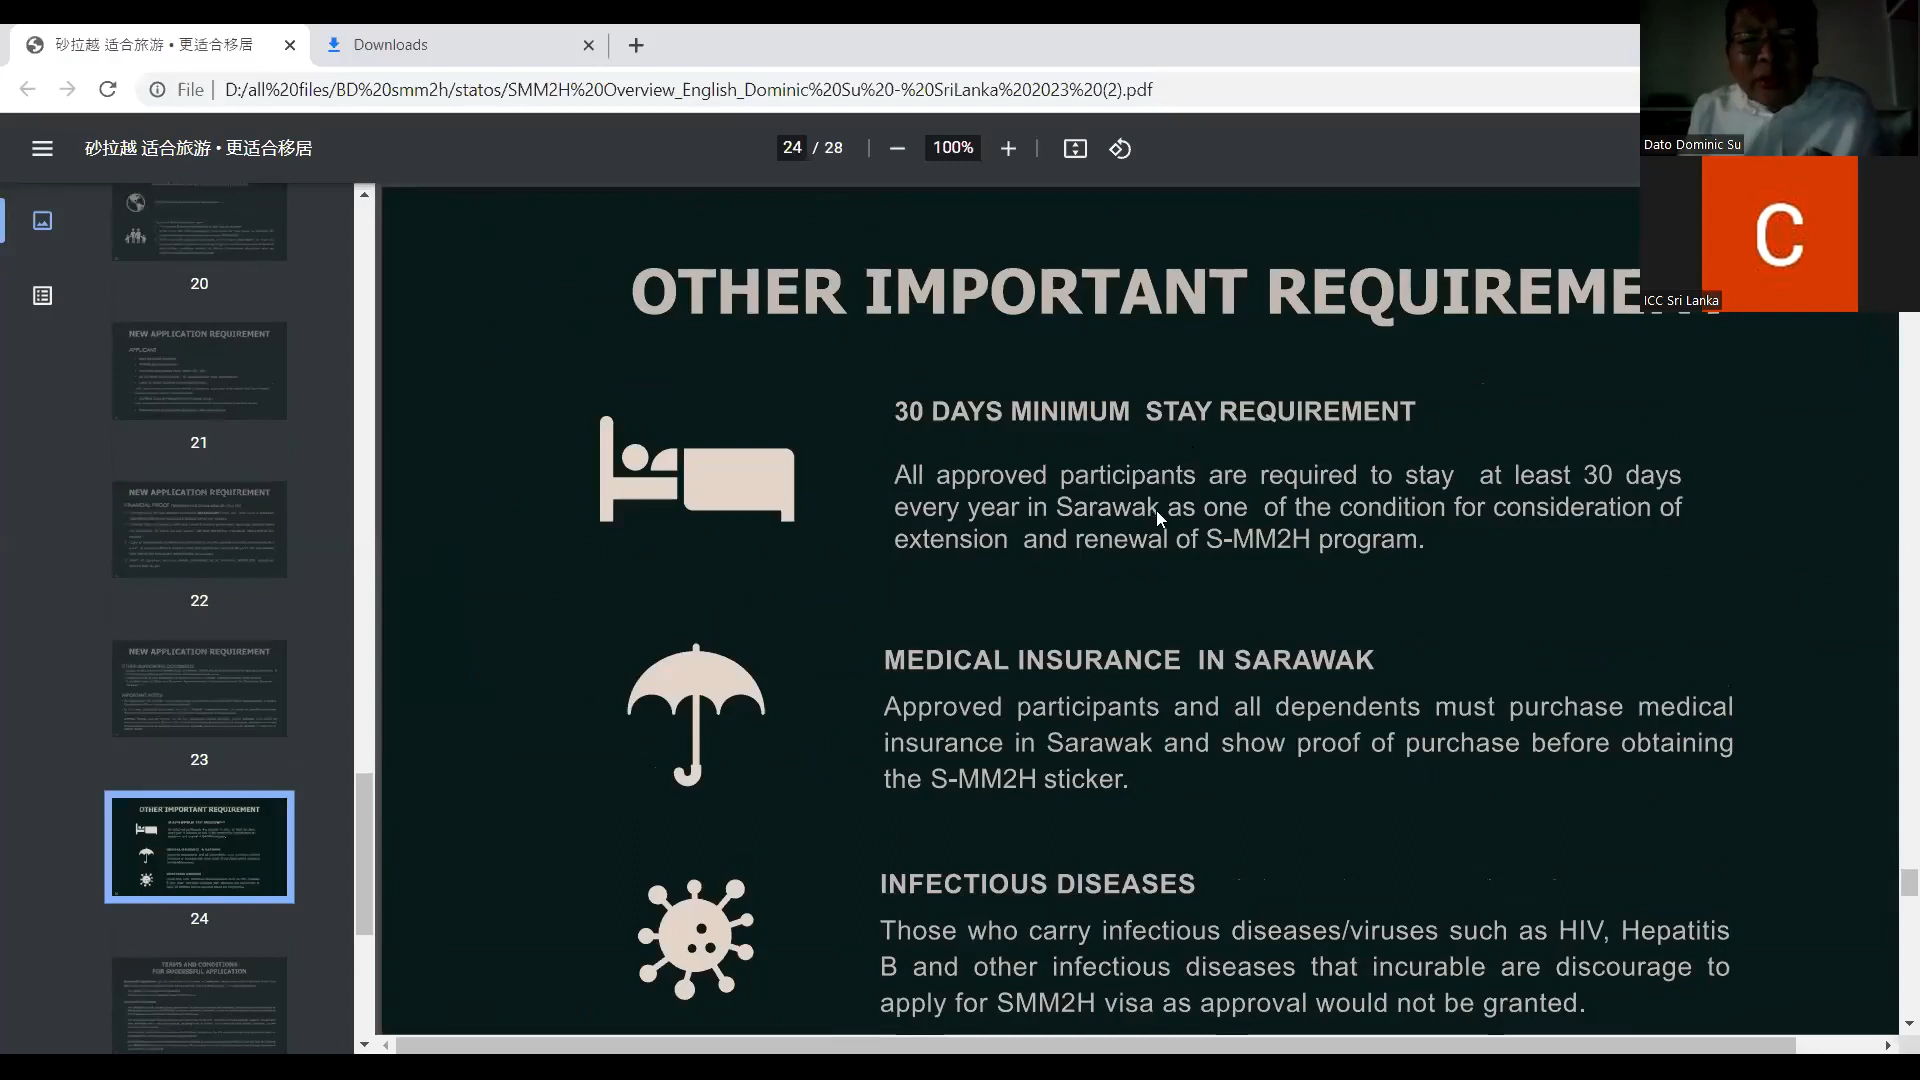 砂拉越 适合旅游 • 更适合移居
Downloads
File
D:/all%20files/BD%20smm2h/statos/SMM2H%20Overview_English_Dominic%20Su%20-%20SriLanka%202023%20(2).pdf
砂拉越 适合旅游 • 更适合移居
24 / 28
100%
Dato Dominic Su
C
ICC Sri Lanka
20
NEW APPLICATION REQUIREMENT
APPLICANT
21
NEW APPLICATION REQUIREMENT
22
NEW APPLICATION REQUIREMENT
23
OTHER IMPORTANT REQUIREMENT
24
TERMS AND CONDITIONS
FOR SUCCESSFUL APPLICATION
OTHER IMPORTANT REQUIREME
30 DAYS MINIMUM STAY REQUIREMENT
All approved participants are required to stay at least 30 days
every year in Sarawak as one of the condition for consideration of
extension and renewal of S-MM2H program.
MEDICAL INSURANCE IN SARAWAK
Approved participants and all dependents must purchase medical
insurance in Sarawak and show proof of purchase before obtaining
the S-MM2H sticker.
INFECTIOUS DISEASES
Those who carry infectious diseases/viruses such as HIV, Hepatitis
B and other infectious diseases that incurable are discourage to
apply for SMM2H visa as approval would not be granted.